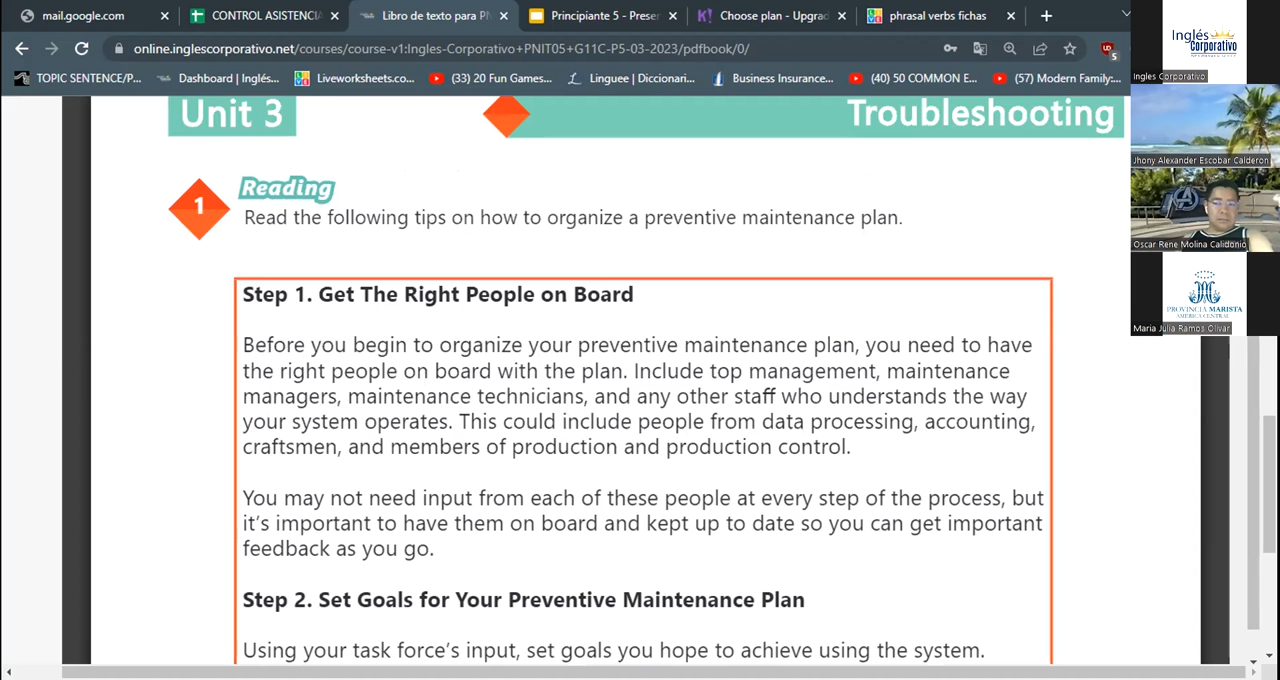 mail.google.com
CONTROL ASISTENCIA
Libro de texto para PN
Principiante 5 - Prese
Choose plan - Upgrad
phrasal verbs fichas
online.inglescorporativo.net/courses/course-v1:Ingles-Corporativo+PNIT05+G11C-P5-03-2023/pdfbook/0/
5
TOPIC SENTENCE/P...
Dashboard | Inglés...
Liveworksheets.co...
(33) 20 Fun Games...
Linguee | Diccionari...
Business Insurance...
(40) 50 COMMON E...
(57) Modern Family:...
Inglés
Corporativo
Ingles Corporativo
Jhony Alexander Escobar Calderon
Oscar Rene Molina Calidonio
PROVINCIA MARISTA
AMERICA CENTRAL
Maria Julia Ramos Olivar
Unit 3
Troubleshooting
1
Reading
Read the following tips on how to organize a preventive maintenance plan.
Step 1. Get The Right People on Board
Before you begin to organize your preventive maintenance plan, you need to have
the right people on board with the plan. Include top management, maintenance
managers, maintenance technicians, and any other staff who understands the way
your system operates. This could include people from data processing, accounting,
craftsmen, and members of production and production control.
You may not need input from each of these people at every step of the process, but
it's important to have them on board and kept up to date so you can get important
feedback as you go.
Step 2. Set Goals for Your Preventive Maintenance Plan
Using your task force's input, set goals you hope to achieve using the system.